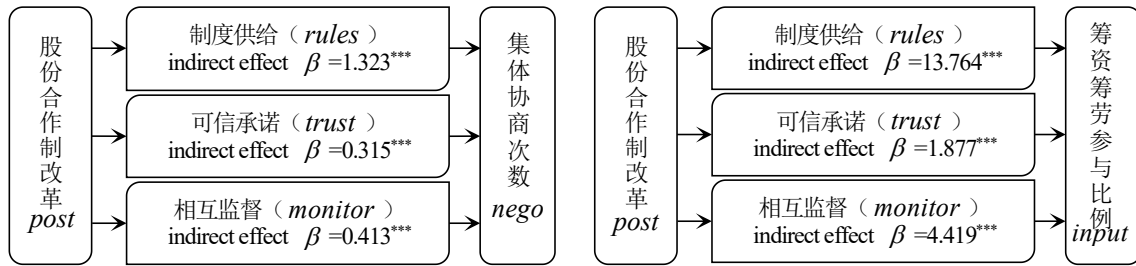 股份合作制改革
post
制度供给（rules）
indirect effect β=1.323***
可信承诺（trust）
indirect effect β=0.315***
相互监督（monitor）
indirect effect β=0.413***
集体协商次数
nego
股份合作制改革
post
制度供给（rules）
indirect effect β=13.764***
可信承诺（trust）
indirect effect β=1.877***
相互监督（monitor）
indirect effect β=4.419***
筹资筹劳参与比例
input